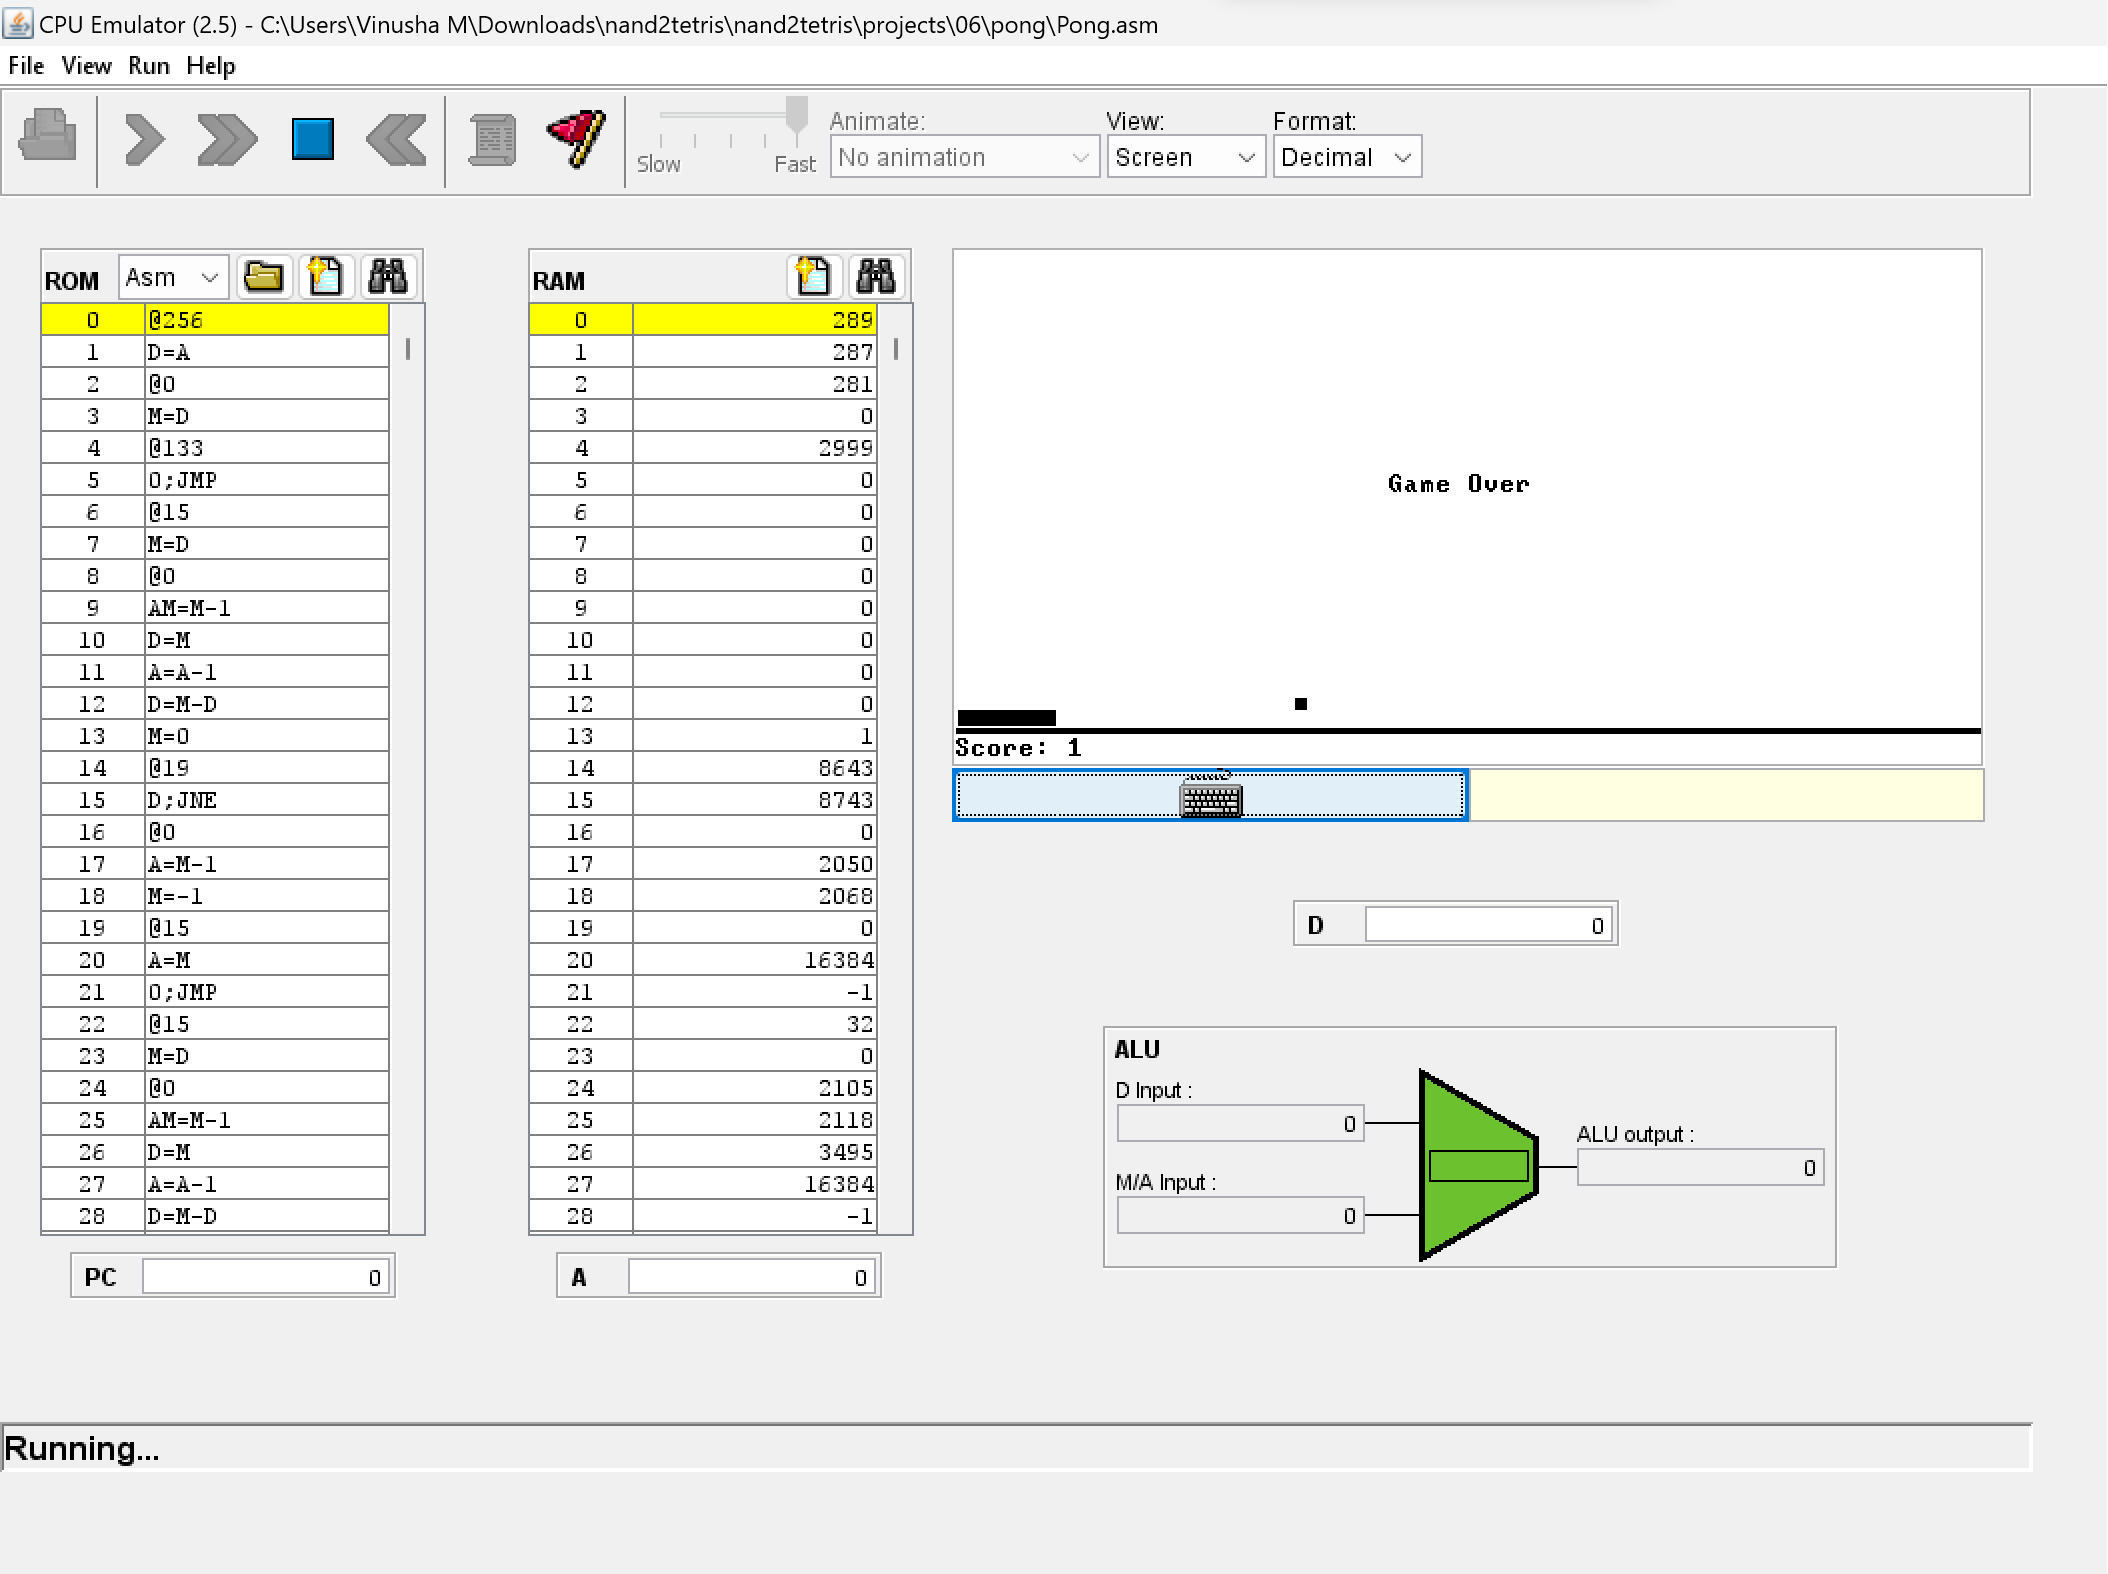 CPU Emulator (2.5) - C:\Users\Vinusha M\Downloads\nand2tetris\nand2tetris\projects\06\pong\Pong.asm
File View Run Help
Slow Fast
Animate:
No animation
View:
Screen
Format:
Decimal
ROM Asm
0 @256
1 D=A
2 @0
3 M=D
4 @133
5 0;JMP
6 @15
7 M=D
8 @0
9 AM=M-1
10 D=M
11 A=A-1
12 D=M-D
13 M=0
14 @19
15 D;JNE
16 @0
17 A=M-1
18 M=-1
19 @15
20 A=M
21 0;JMP
22 @15
23 M=D
24 @0
25 AM=M-1
26 D=M
27 A=A-1
28 D=M-D
PC 0
RAM
0 289
1 287
2 281
3 0
4 2999
5 0
6 0
7 0
8 0
9 0
10 0
11 0
12 0
13 1
14 8643
15 8743
16 0
17 2050
18 2068
19 0
20 16384
21 -1
22 32
23 0
24 2105
25 2118
26 3495
27 16384
28 -1
A 0
Game Over
Score: 1
D 0
ALU
D Input :
0
M/A Input :
0
ALU output :
0
Running...